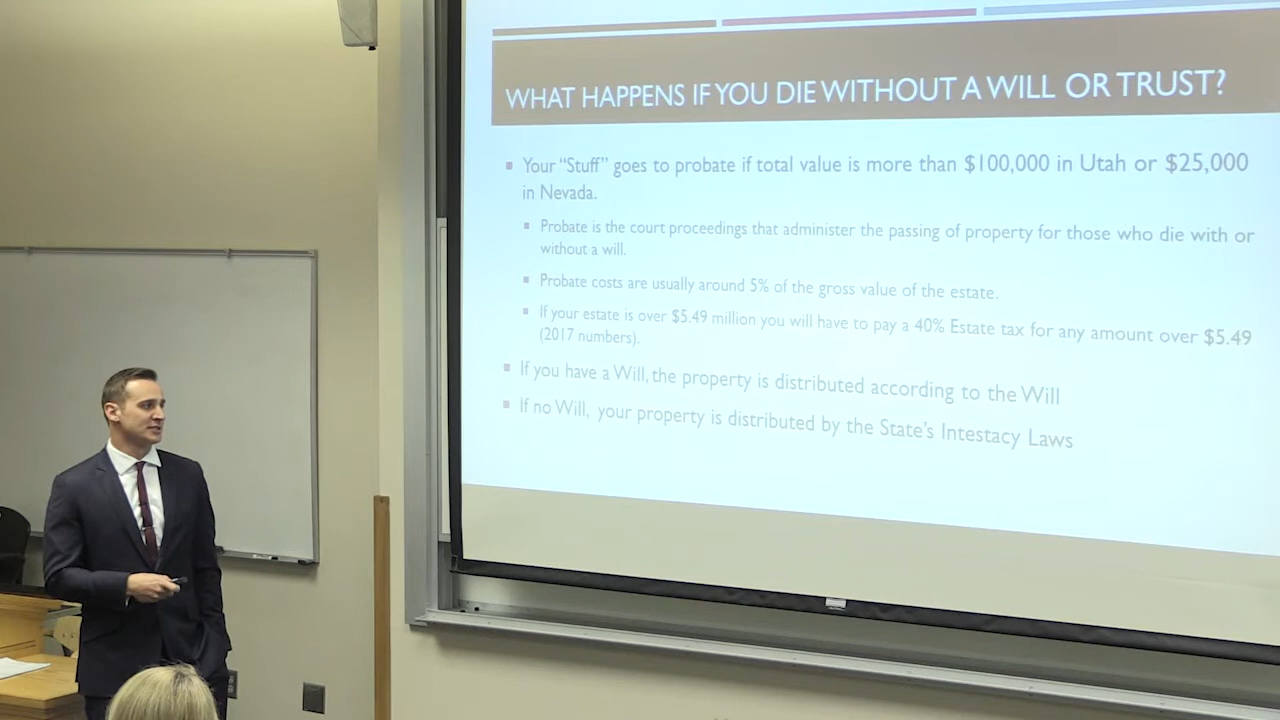 WHAT HAPPENS IF YOU DIE WITHOUT A WILL OR TRUST?
Your “Stuff” goes to probate if total value is more than $100,000 in Utah or $25,000
in Nevada.
Probate is the court proceedings that administer the passing of property for those who die with or
without a will.
Probate costs are usually around 5% of the gross value of the estate.
If your estate is over $5.49 million you will have to pay a 40% Estate tax for any amount over $5.49
(2017 numbers).
If you have a Will, the property is distributed according to the Will
If no Will, your property is distributed by the State’s Intestacy Laws